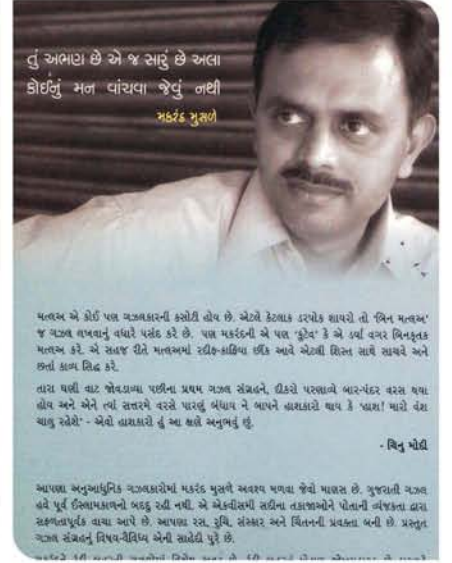 તું અભણ છે એ જ સારું છે અલા
કોઈનું મન વાંચવા જેવું નથી
મકરંદ મુસળે
મત્લઅ એ કોઈ પણ ગઝલકારની કસોટી હોય છે. એટલે કેટલાક ડરપોક શાયરો તો 'બિન મત્લઅ'
જ ગઝલ લખવાનું વધારે પસંદ કરે છે. પણ મકરંદની એ પણ 'કુટેવ' કે એ ડર્યા વગર બિનકૃતક
મત્લઅ કરે. એ સહજ રીતે મત્લઅમાં રદીફ-કાફિયા છીંક આવે એટલી શિસ્ત સાથે સાચવે અને
છતાં કાવ્ય સિદ્ધ કરે.
તારા ઘણી વાટ જોવડાવ્યા પછીના પ્રથમ ગઝલ સંગ્રહને, દીકરો પરણાવ્યે બાર-પંદર વરસ થયા
હોય અને એને ત્યાં સત્તરમે વરસે પારણું બંધાય ને બાપને હાશકારો થાય કે 'હાશ! મારો વંશ
ચાલુ રહેશે' - એવો હાશકારો હું આ ક્ષણે અનુભવું છું.
- ચિનુ મોદી
આપણા અનુઆધુનિક ગઝલકારોમાં મકરંદ મુસળે અવશ્ય મળવા જેવો માણસ છે. ગુજરાતી ગઝલ
હવે પૂર્વ ઈસ્લામકાળનો બદદુ રહી નથી. એ એકવીસમી સદીના તકાજાઓને પોતાની વ્યંજકતા દ્વારા
સફળતાપૂર્વક વાચા આપે છે. આપણા રસ, રુચિ, સંસ્કાર અને ચિંતનની પ્રવક્તા બની છે. પ્રસ્તુત
ગઝલ સંગ્રહનું વિષય-વૈવિધ્ય એની સાહેદી પુરે છે.